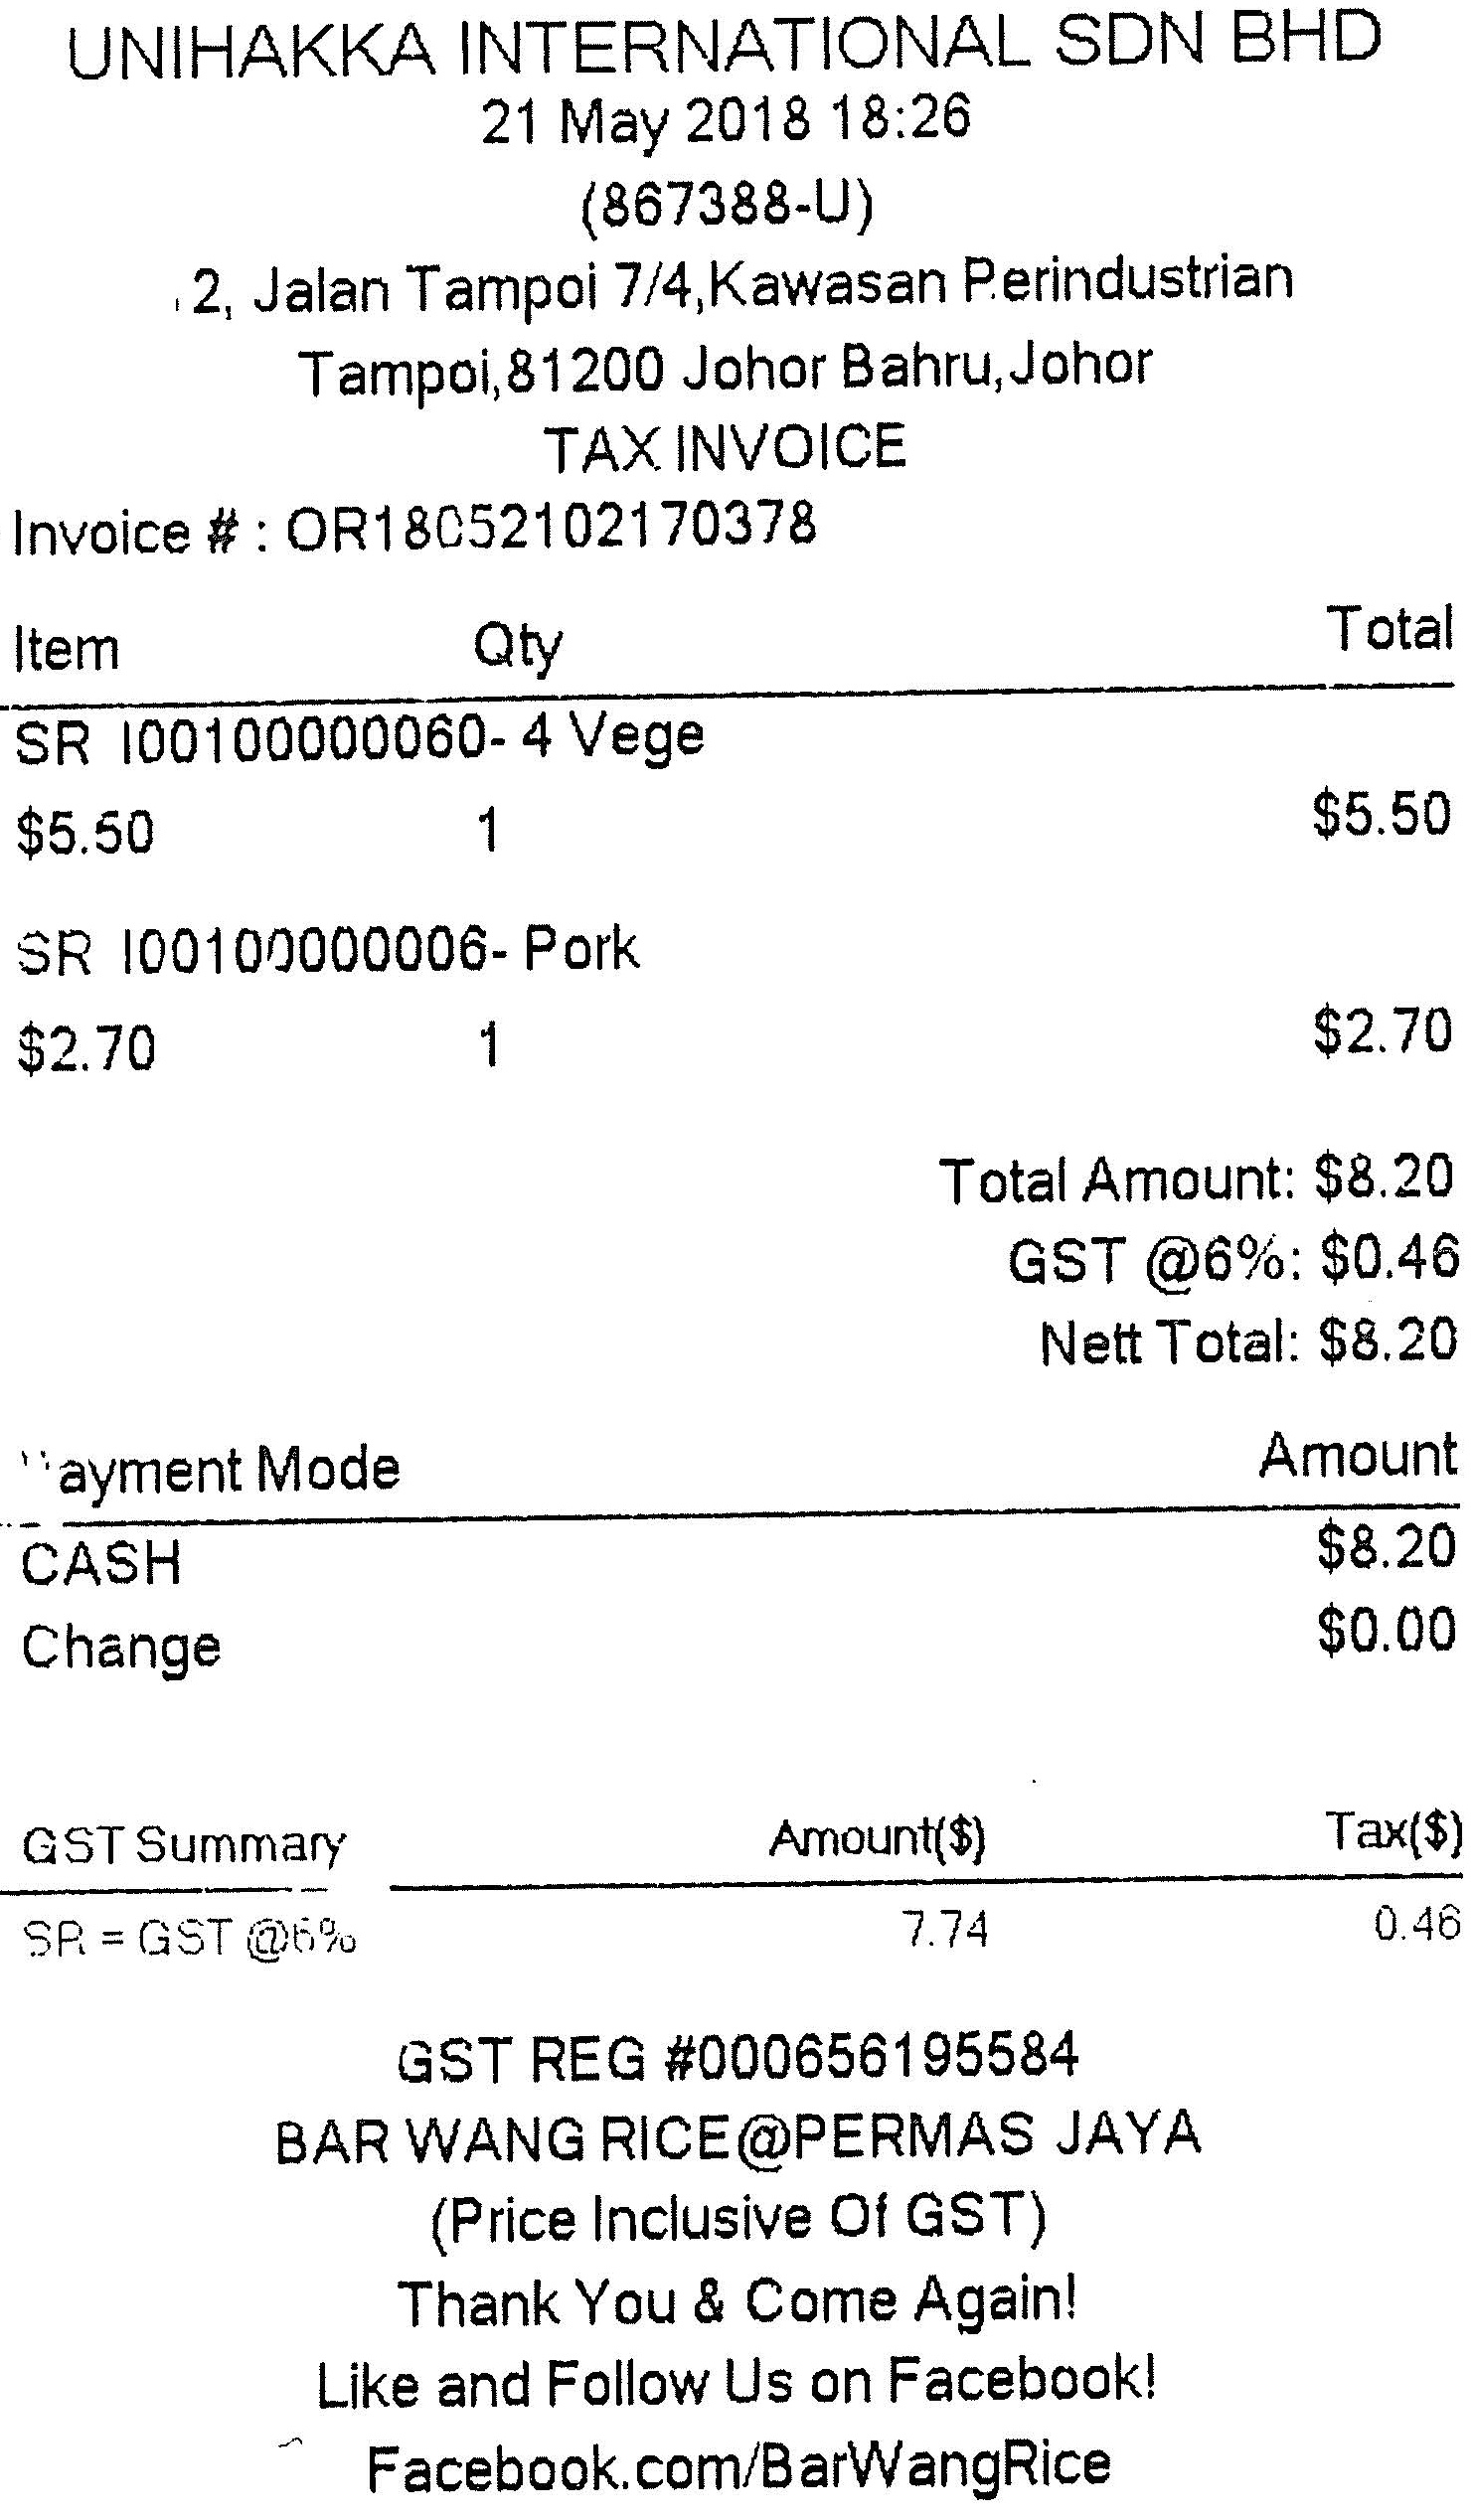 UNIHAKKA INTERNATIONAL SDN BHD
21 May 2018 18:26
(867388-U)
12, Jalan Tampoi 7/4,Kawasan Perindustrian
Tampoi,81200 Johor Bahru,Johor
TAX INVOICE
Invoice # : OR18052102170378
Item Qty Total
SR I00100000060- 4 Vege
$5.50 1 $5.50
SR I00100000006- Pork
$2.70 1 $2.70
Total Amount: $8.20
GST @6%: $0.46
Nett Total: $8.20
Payment Mode Amount
CASH $8.20
Change $0.00
GST Summary Amount($) Tax($)
SR = GST @6% 7.74 0.46
GST REG #000656195584
BAR WANG RICE@PERMAS JAYA
(Price Inclusive Of GST)
Thank You & Come Again!
Like and Follow Us on Facebook!
Facebook.com/BarWangRice